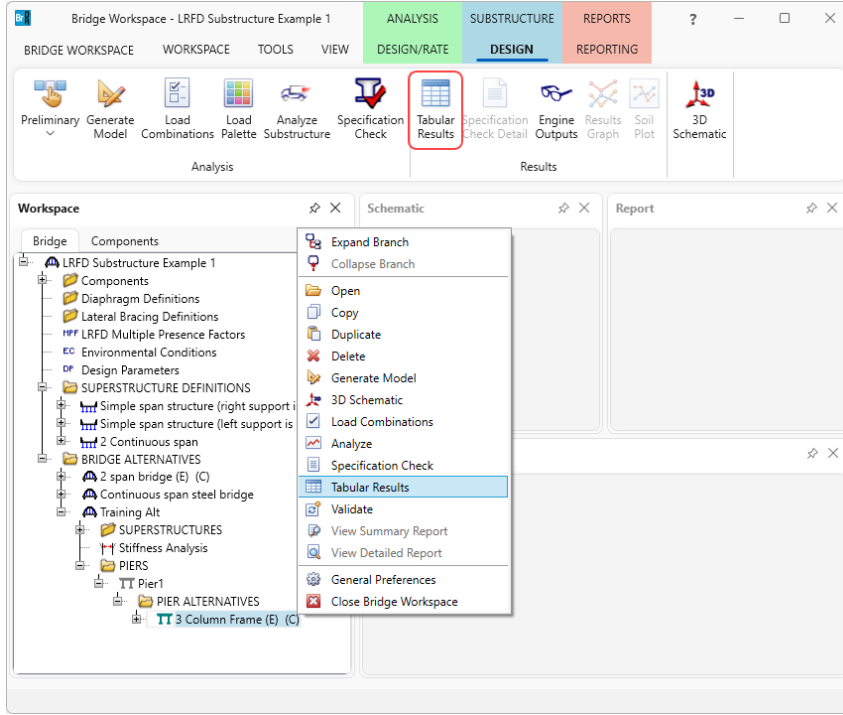 Br Bridge Workspace - LRFD Substructure Example 1 ANALYSIS SUBSTRUCTURE REPORTS ?
BRIDGE WORKSPACE WORKSPACE TOOLS VIEW DESIGN/RATE DESIGN REPORTING
Preliminary Generate Model Load Combinations Load Palette Analyze Substructure Specification Check Tabular Results Specification Check Detail Engine Outputs Results Graph Soil Plot 3D 3D Schematic
Analysis Results
Workspace Schematic Report
Bridge Components
LRFD Substructure Example 1
Components
Diaphragm Definitions
Lateral Bracing Definitions
MPF LRFD Multiple Presence Factors
EC Environmental Conditions
DP Design Parameters
SUPERSTRUCTURE DEFINITIONS
Simple span structure (right support i
Simple span structure (left support is
2 Continuous span
BRIDGE ALTERNATIVES
2 span bridge (E) (C)
Continuous span steel bridge
Training Alt
SUPERSTRUCTURES
Stiffness Analysis
PIERS
Pier1
PIER ALTERNATIVES
3 Column Frame (E) (C)
Expand Branch
Collapse Branch
Open
Copy
Duplicate
Delete
Generate Model
3D Schematic
Load Combinations
Analyze
Specification Check
Tabular Results
Validate
View Summary Report
View Detailed Report
General Preferences
Close Bridge Workspace